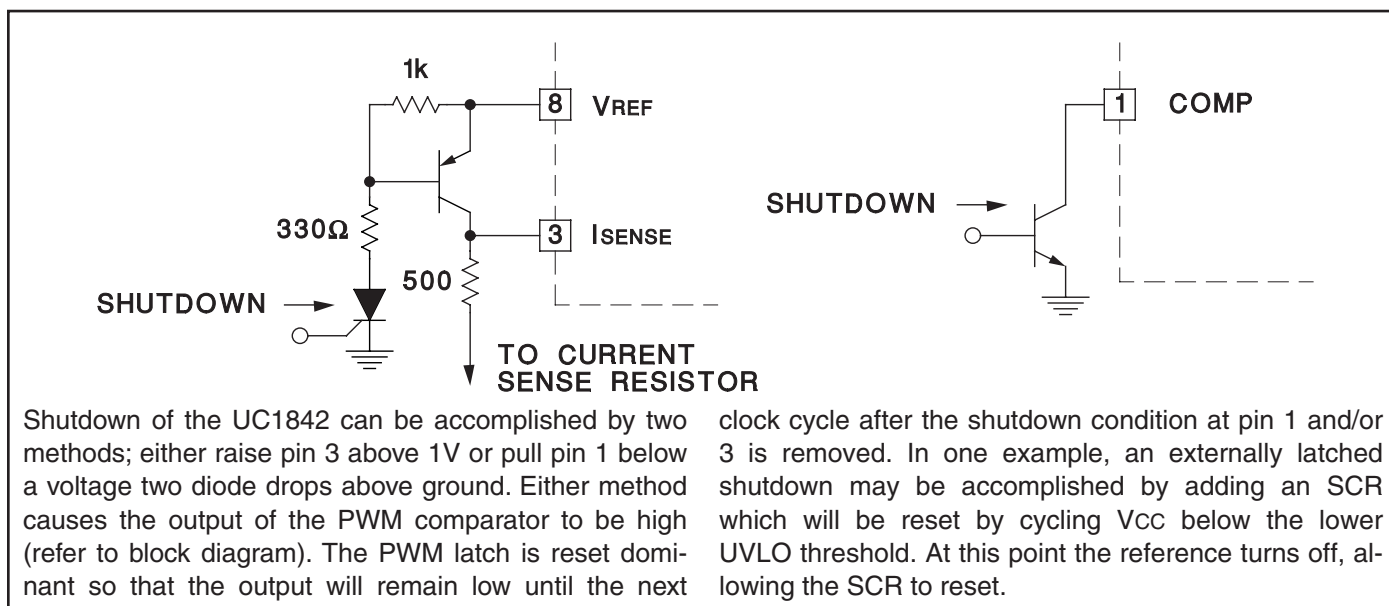 1k
8 VREF
330Ω
3 ISENSE
500
SHUTDOWN
TO CURRENT
SENSE RESISTOR
1 COMP
SHUTDOWN
Shutdown of the UC1842 can be accomplished by two
methods; either raise pin 3 above 1V or pull pin 1 below
a voltage two diode drops above ground. Either method
causes the output of the PWM comparator to be high
(refer to block diagram). The PWM latch is reset domi-
nant so that the output will remain low until the next
clock cycle after the shutdown condition at pin 1 and/or
3 is removed. In one example, an externally latched
shutdown may be accomplished by adding an SCR
which will be reset by cycling VCC below the lower
UVLO threshold. At this point the reference turns off, al-
lowing the SCR to reset.